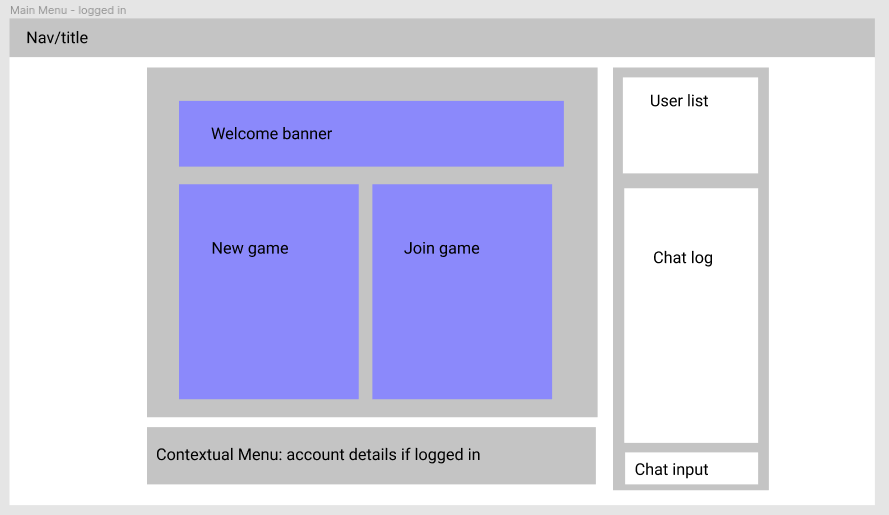 Main Menu - logged in
Nav/title
Welcome banner
New game
Join game
Contextual Menu: account details if logged in
User list
Chat log
Chat input